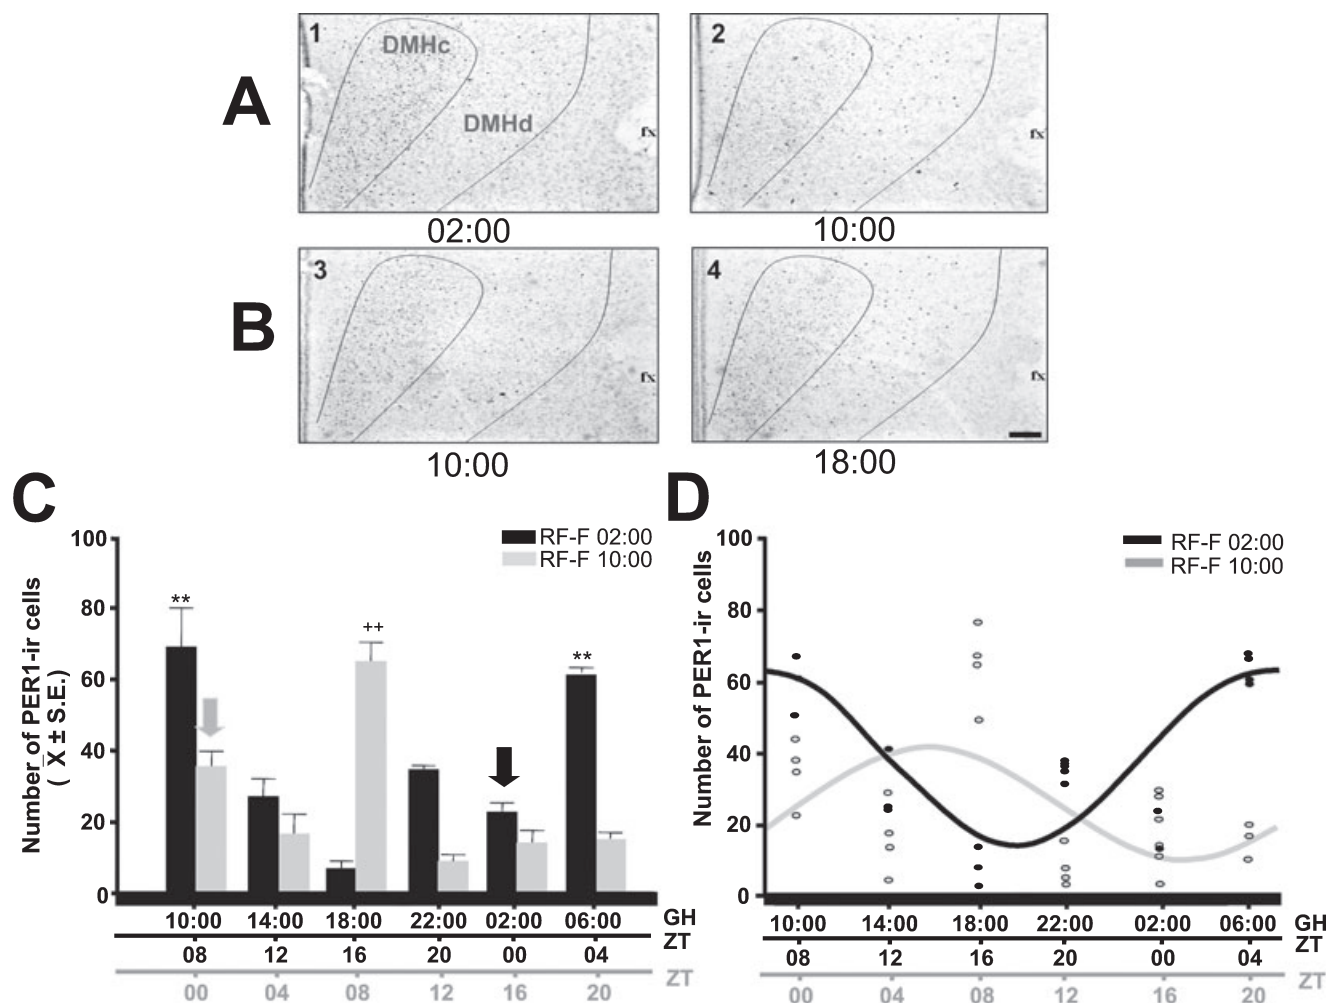 A
1
DMHc
DMHd
fx
02:00
2
fx
10:00
B
3
fx
10:00
4
fx
18:00
C
Number of PER1-ir cells
( X̅ ± S.E.)
100
80
60
40
20
0
RF-F 02:00
RF-F 10:00
**
++
**
10:00 14:00 18:00 22:00 02:00 06:00 GH
ZT
08 12 16 20 00 04
ZT
00 04 08 12 16 20
D
Number of PER1-ir cells
100
80
60
40
20
0
RF-F 02:00
RF-F 10:00
10:00 14:00 18:00 22:00 02:00 06:00 GH
ZT
08 12 16 20 00 04
ZT
00 04 08 12 16 20